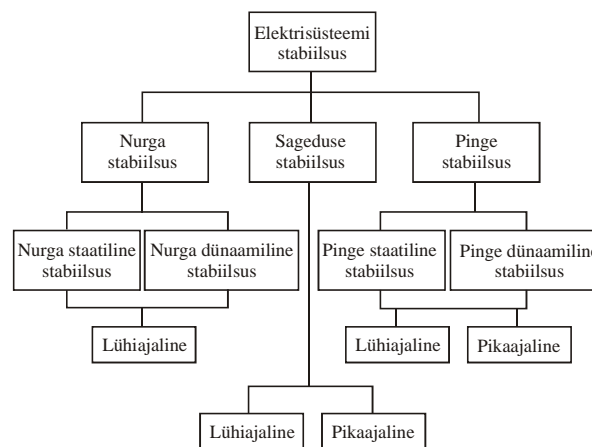 Elektrisüsteemi
stabiilsus
Nurga
stabiilsus
Sageduse
stabiilsus
Pinge
stabiilsus
Nurga staatiline
stabiilsus
Nurga dünaamiline
stabiilsus
Pinge staatiline
stabiilsus
Pinge dünaamiline
stabiilsus
Lühiajaline
Lühiajaline
Pikaajaline
Lühiajaline
Pikaajaline